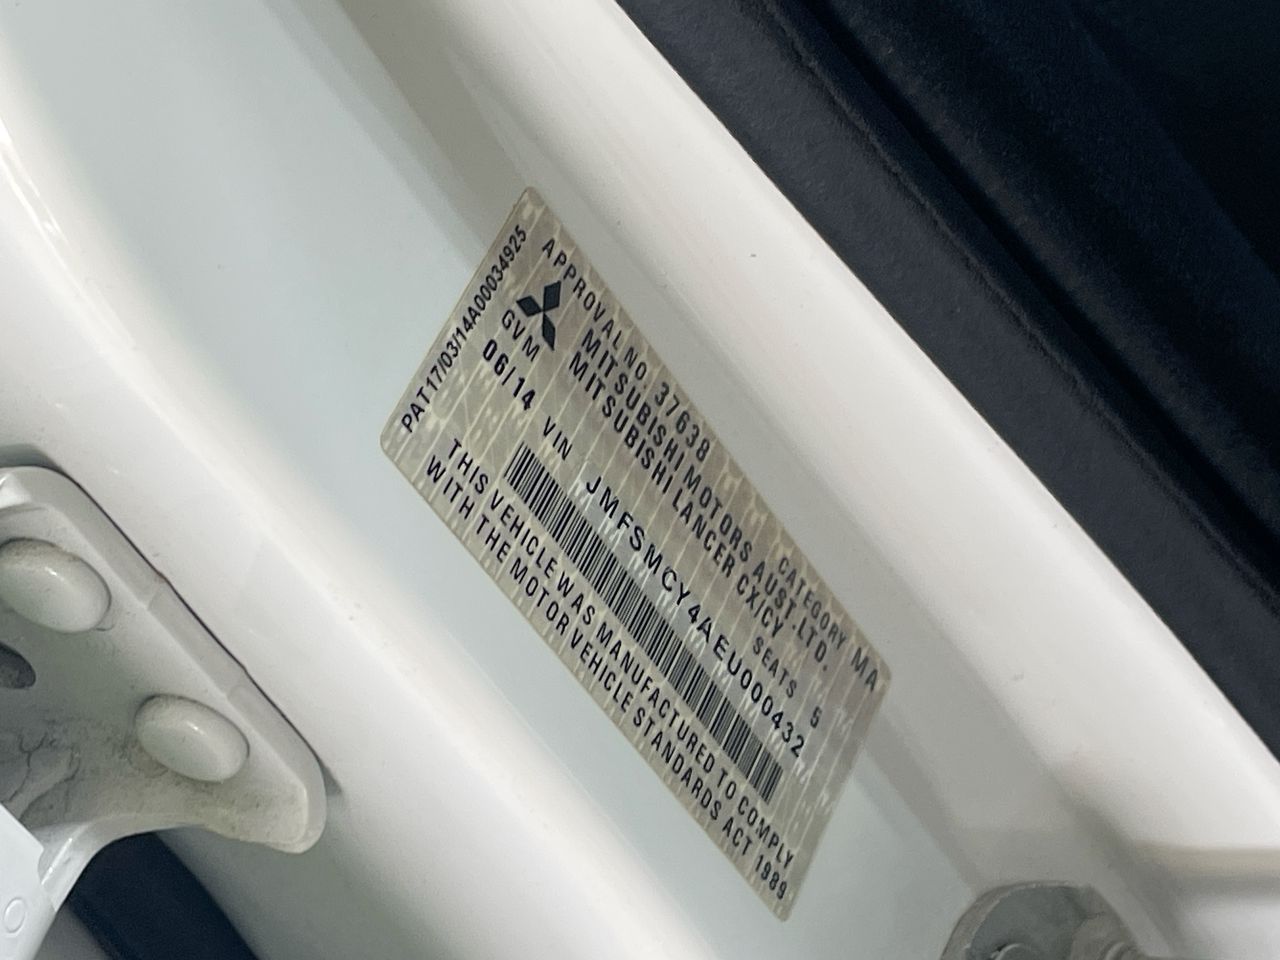 APPROVAL NO. 37638 CATEGORY MA
MITSUBISHI MOTORS AUST.LTD.
MITSUBISHI LANCER CX/CY
GVM SEATS 5
06/14 VIN JMFSMCY4AEU000432
THIS VEHICLE WAS MANUFACTURED TO COMPLY
WITH THE MOTOR VEHICLE STANDARDS ACT 1989
PAT17/03/14A00034925